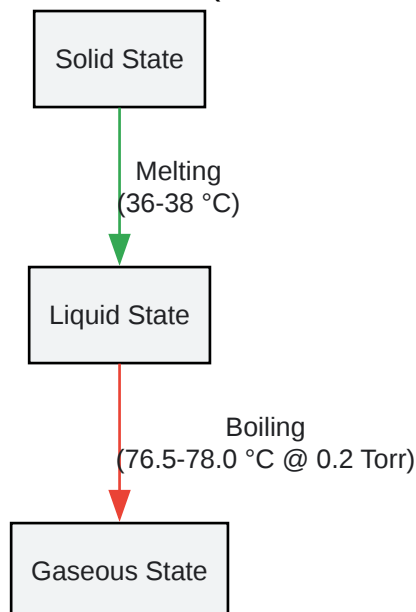 Solid State
Melting
(36-38 °C)
Liquid State
Boiling
(76.5-78.0 °C @ 0.2 Torr)
Gaseous State